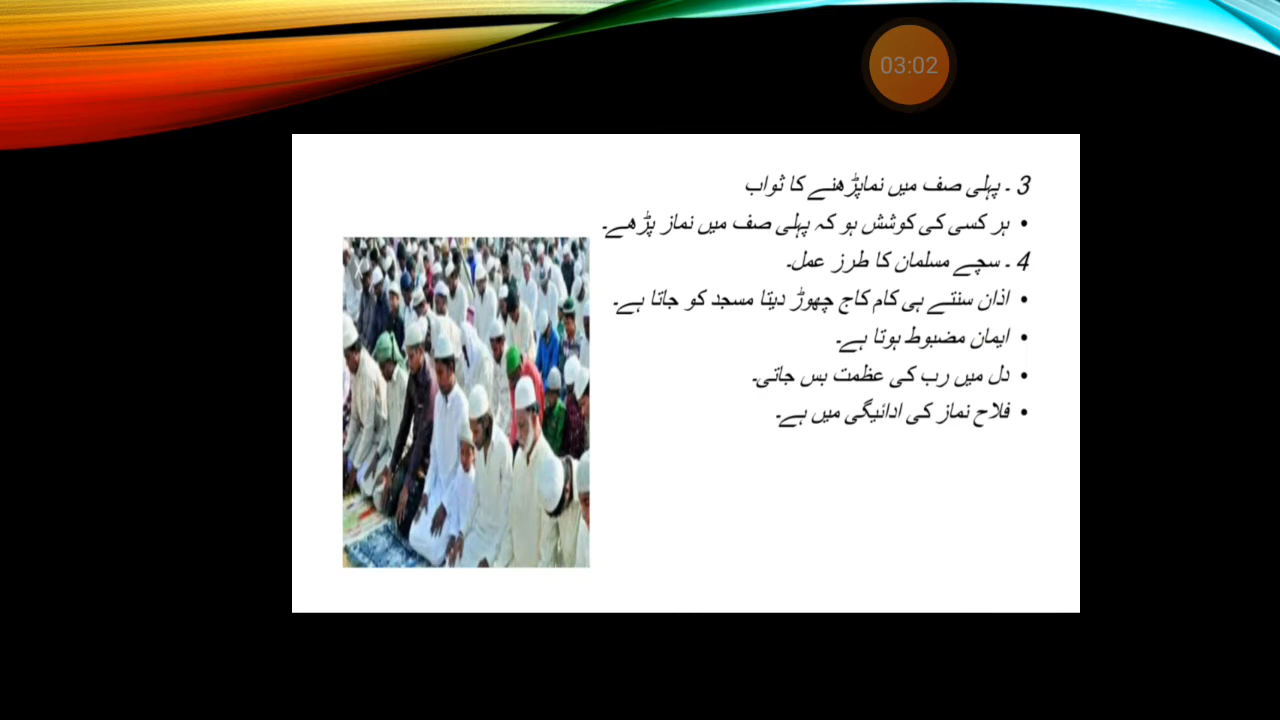 03:02
3 ۔ پہلی صف میں نماپڑھنے کا ثواب
• ہر کسی کی کوشش ہو کہ پہلی صف میں نماز پڑھے۔
4 ۔ سچے مسلمان کا طرز عمل۔
• اذان سنتے ہی کام کاج چھوڑ دیتا مسجد کو جاتا ہے۔
• ایمان مضبوط ہوتا ہے۔
• دل میں رب کی عظمت بس جاتی۔
• فلاح نماز کی ادائیگی میں ہے۔